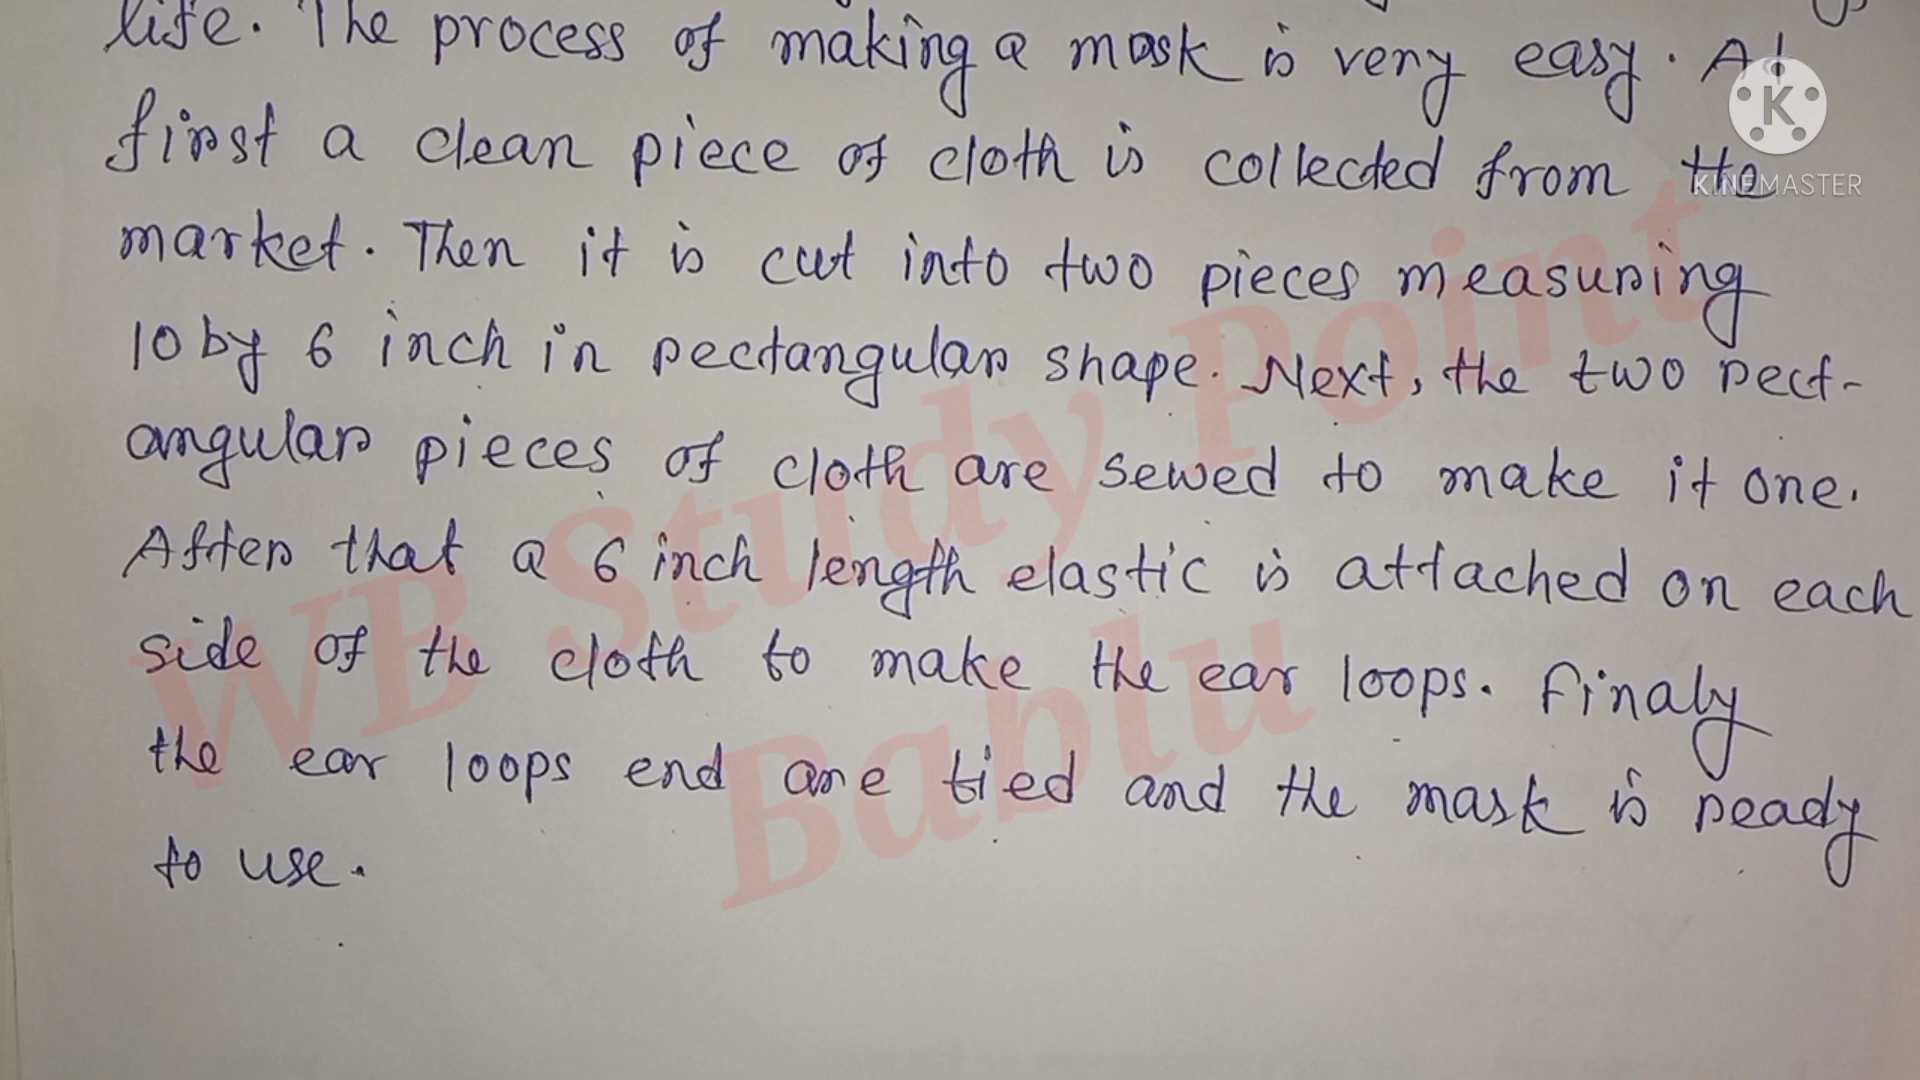 life. The process of making a mask is very easy. At
first a clean piece of cloth is collected from the
market. Then it is cut into two pieces measuring
10 by 6 inch in rectangular shape. Next, the two rect-
angular pieces of cloth are sewed to make it one.
After that a 6 inch length elastic is attached on each
side of the cloth to make the ear loops. Finaly
the ear loops end are tied and the mask is ready
to use.
K
KINEMASTER
WB Study Point
Bablu